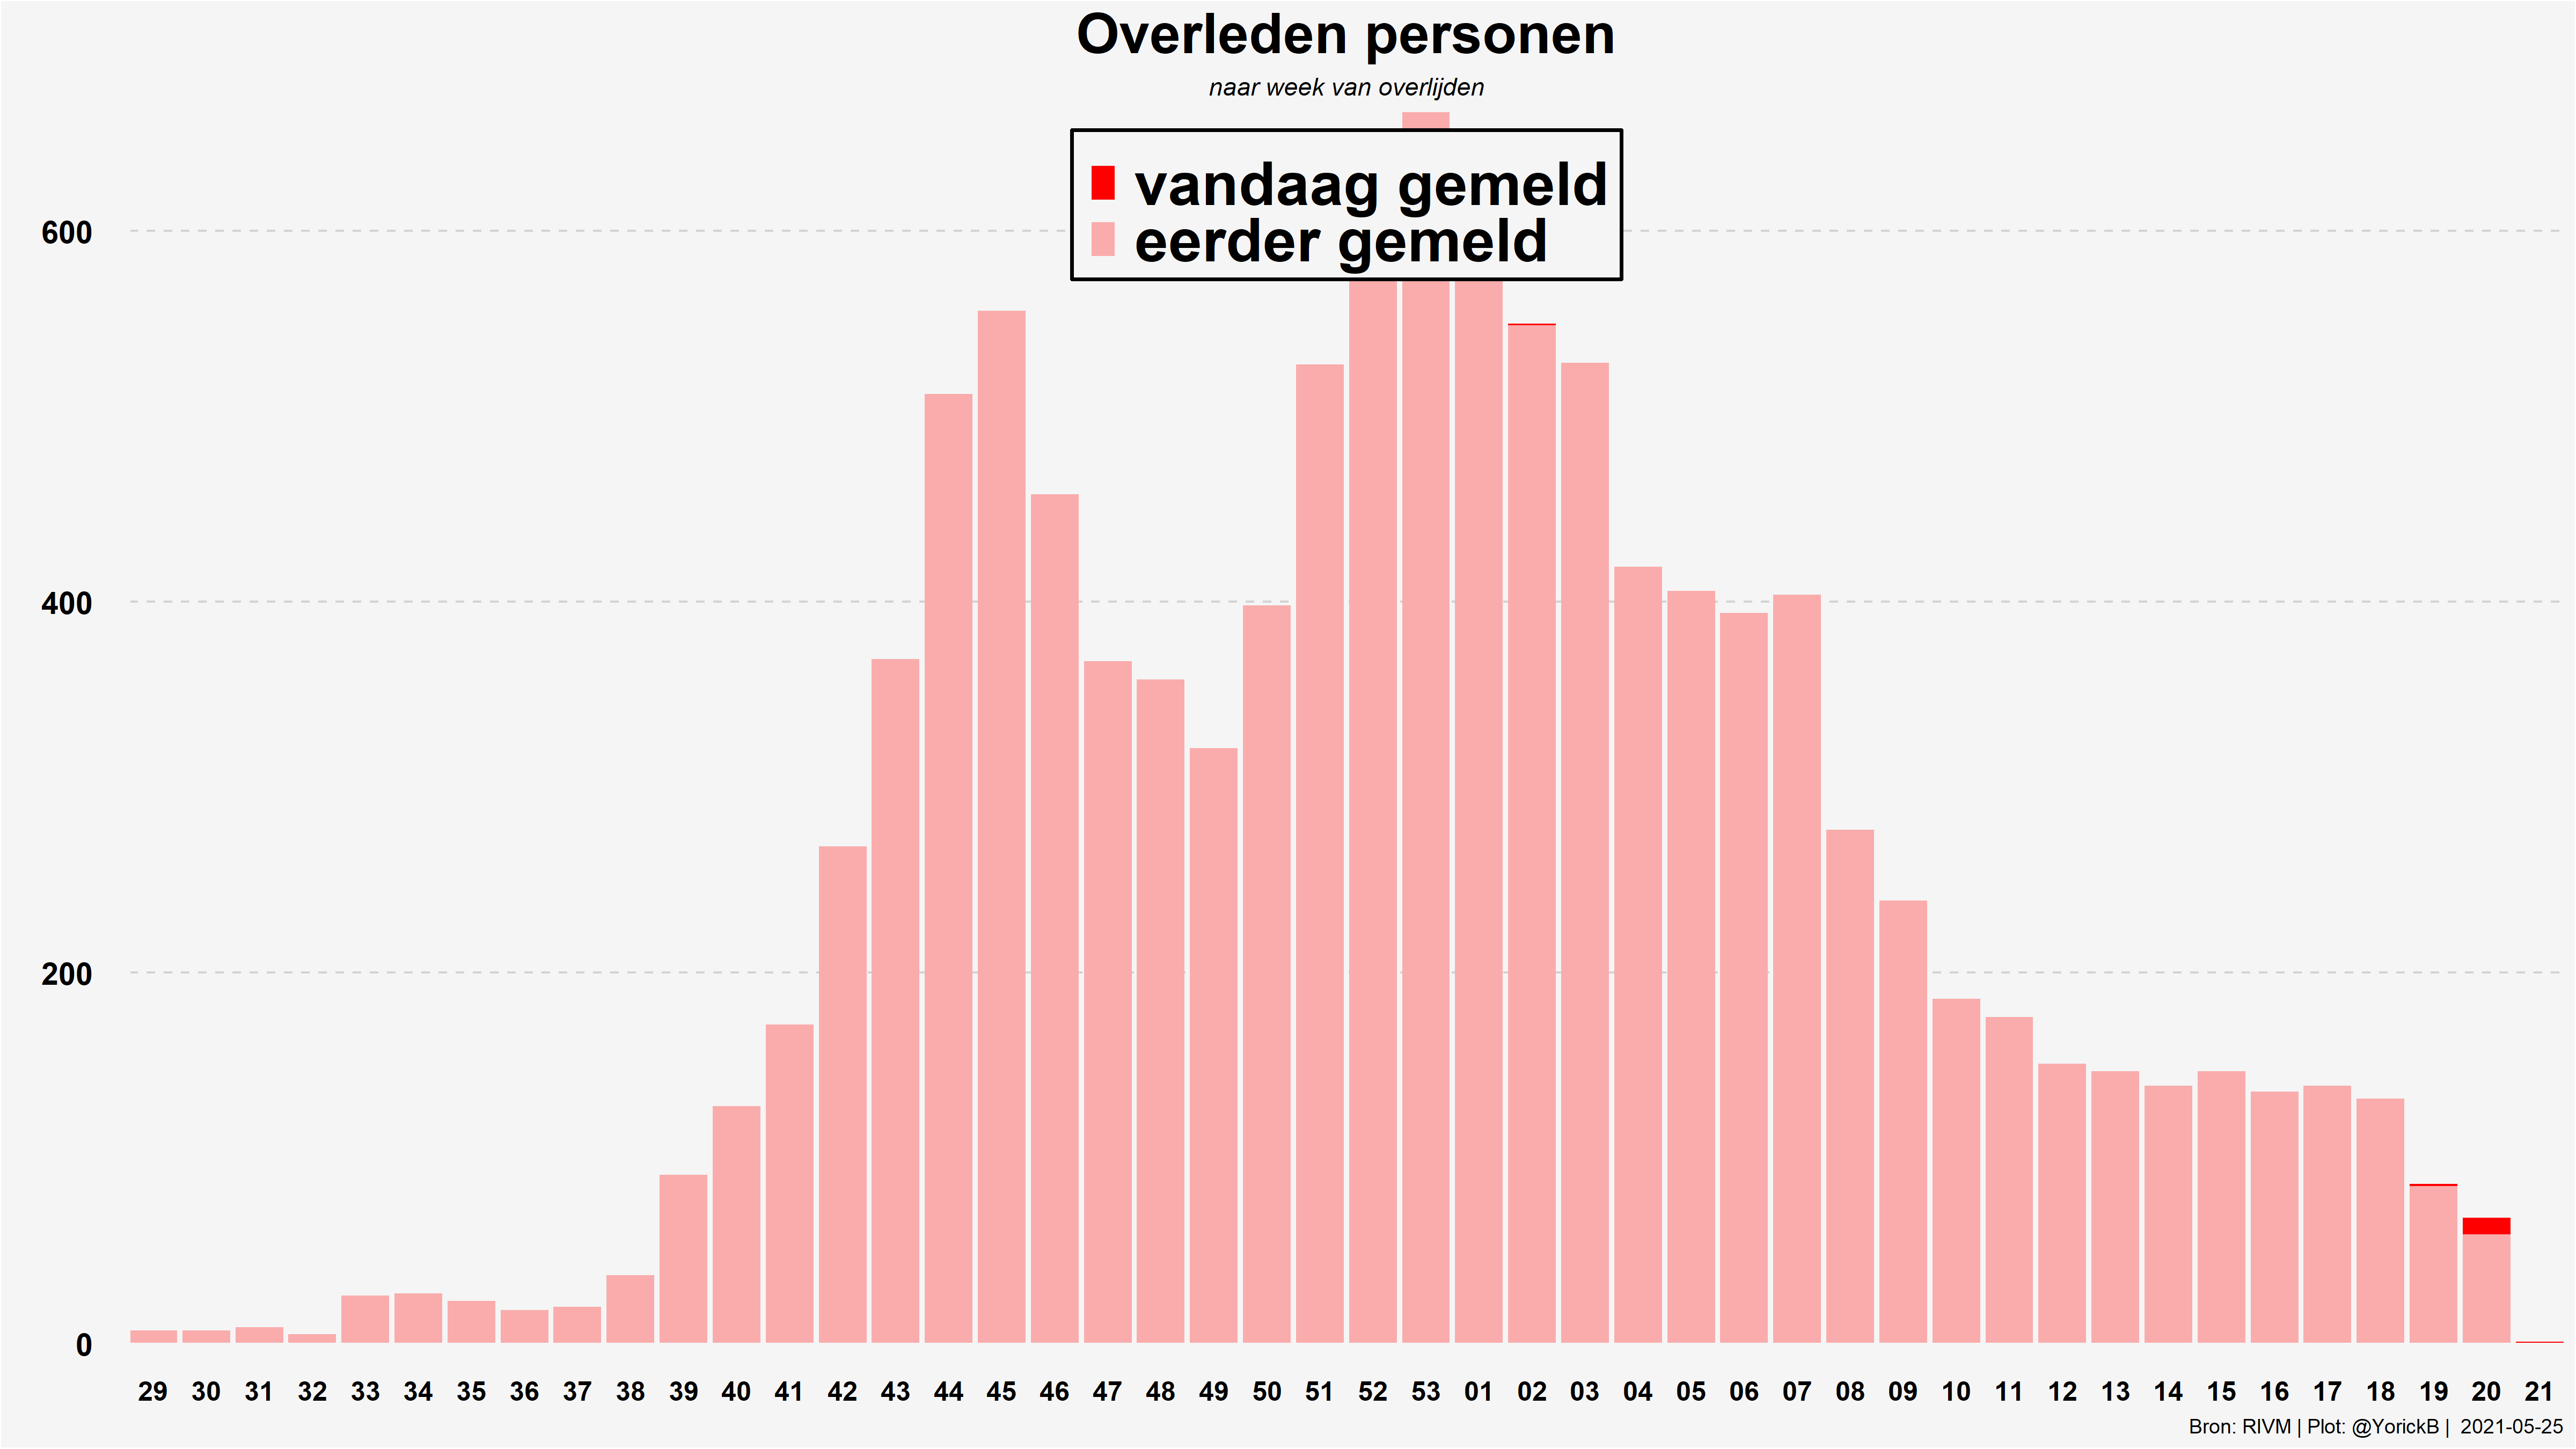 Overleden personen
naar week van overlijden
vandaag gemeld
eerder gemeld
600
400
200
0
29 30 31 32 33 34 35 36 37 38 39 40 41 42 43 44 45 46 47 48 49 50 51 52 53 01 02 03 04 05 06 07 08 09 10 11 12 13 14 15 16 17 18 19 20 21
Bron: RIVM | Plot: @YorickB | 2021-05-25